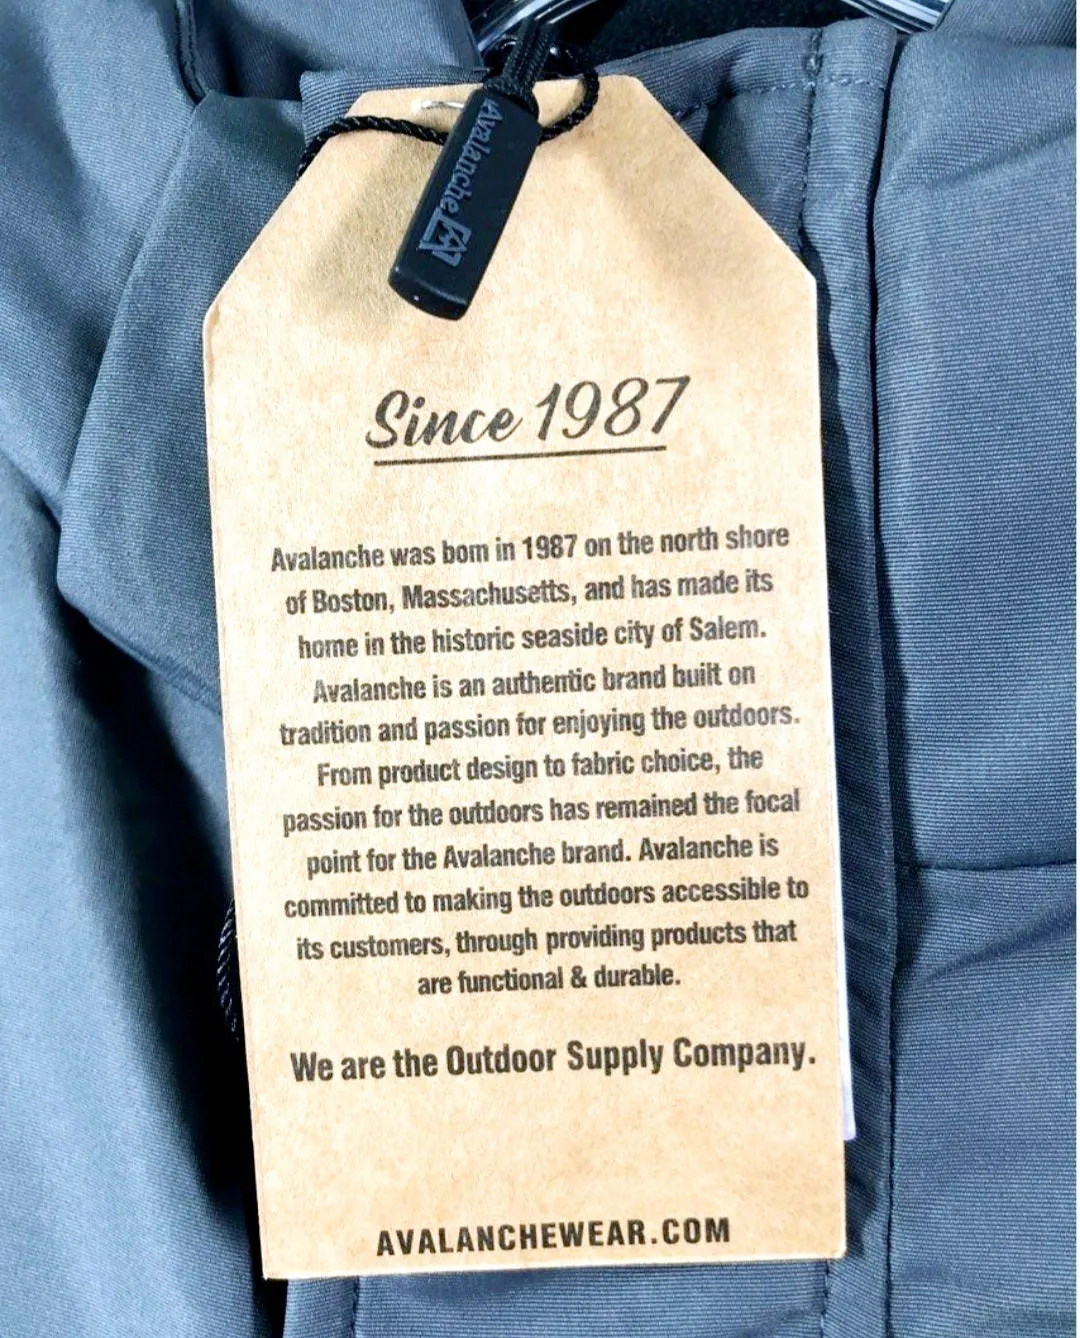 Avalanche
Since 1987
Avalanche was born in 1987 on the north shore
of Boston, Massachusetts, and has made its
home in the historic seaside city of Salem.
Avalanche is an authentic brand built on
tradition and passion for enjoying the outdoors.
From product design to fabric choice, the
passion for the outdoors has remained the focal
point for the Avalanche brand. Avalanche is
committed to making the outdoors accessible to
its customers, through providing products that
are functional & durable.
We are the Outdoor Supply Company.
AVALANCHEWEAR.COM